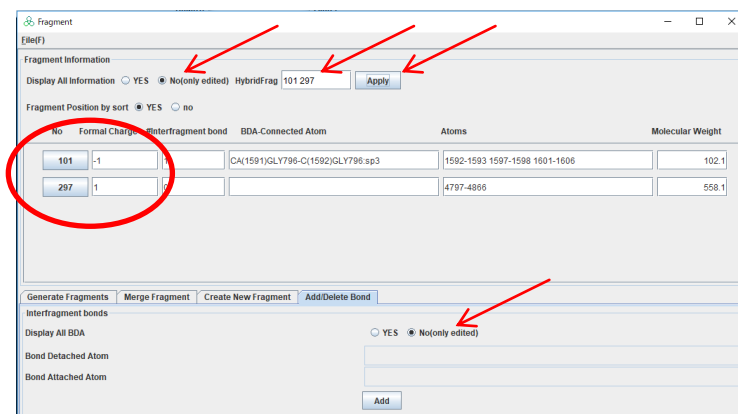 Fragment
File(F)
Fragment Information
Display All Information YES No(only edited) HybridFrag 101 297 Apply
Fragment Position by sort YES no
No Formal Charge #Interfragment bond BDA-Connected Atom Atoms Molecular Weight
101 -1 1 CA(1591)GLY796-C(1592)GLY796:sp3 1592-1593 1597-1598 1601-1606 102.1
297 1 0 4797-4866 558.1
Generate Fragments Merge Fragment Create New Fragment Add/Delete Bond
Interfragment bonds
Display All BDA YES No(only edited)
Bond Detached Atom
Bond Attached Atom
Add